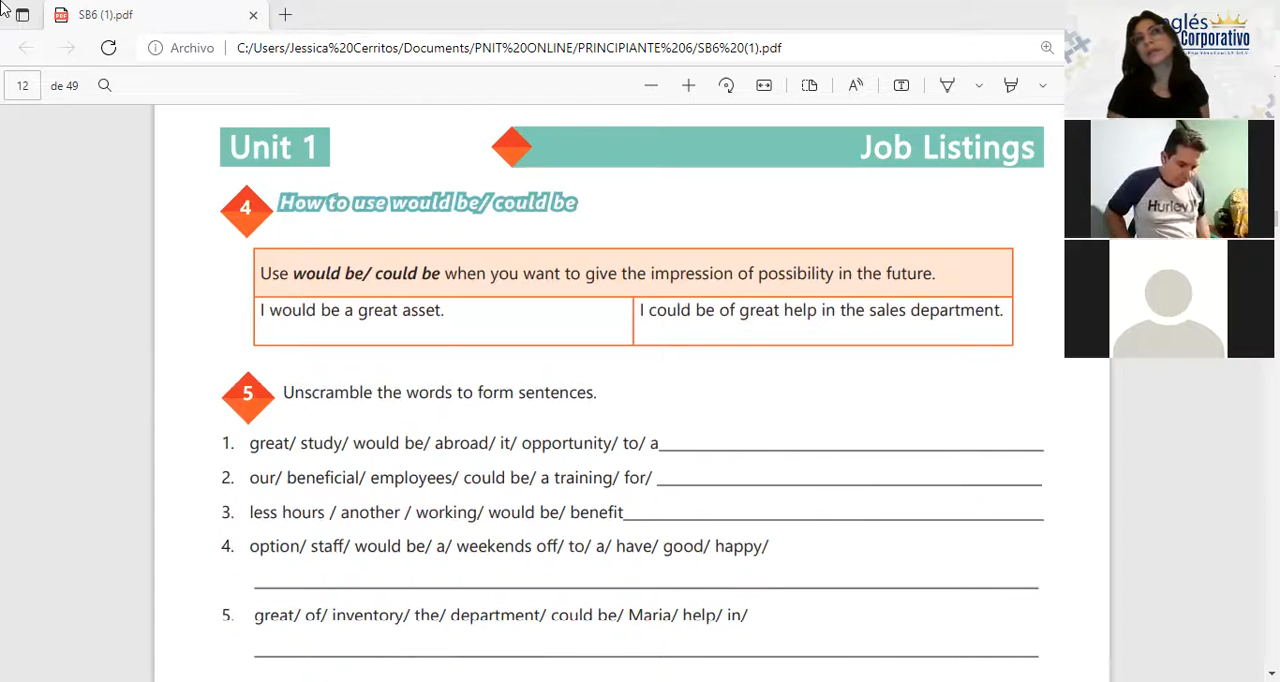 SB6 (1).pdf
Archivo C:/Users/Jessica%20Cerritos/Documents/PNIT%20ONLINE/PRINCIPIANTE%206/SB6%20(1).pdf
12 de 49
Unit 1
Job Listings
4 How to use would be/ could be
Use would be/ could be when you want to give the impression of possibility in the future.
I would be a great asset.
I could be of great help in the sales department.
5 Unscramble the words to form sentences.
1. great/ study/ would be/ abroad/ it/ opportunity/ to/ a
2. our/ beneficial/ employees/ could be/ a training/ for/
3. less hours / another / working/ would be/ benefit
4. option/ staff/ would be/ a/ weekends off/ to/ a/ have/ good/ happy/
5. great/ of/ inventory/ the/ department/ could be/ Maria/ help/ in/
glés
Corporativo
Hurley